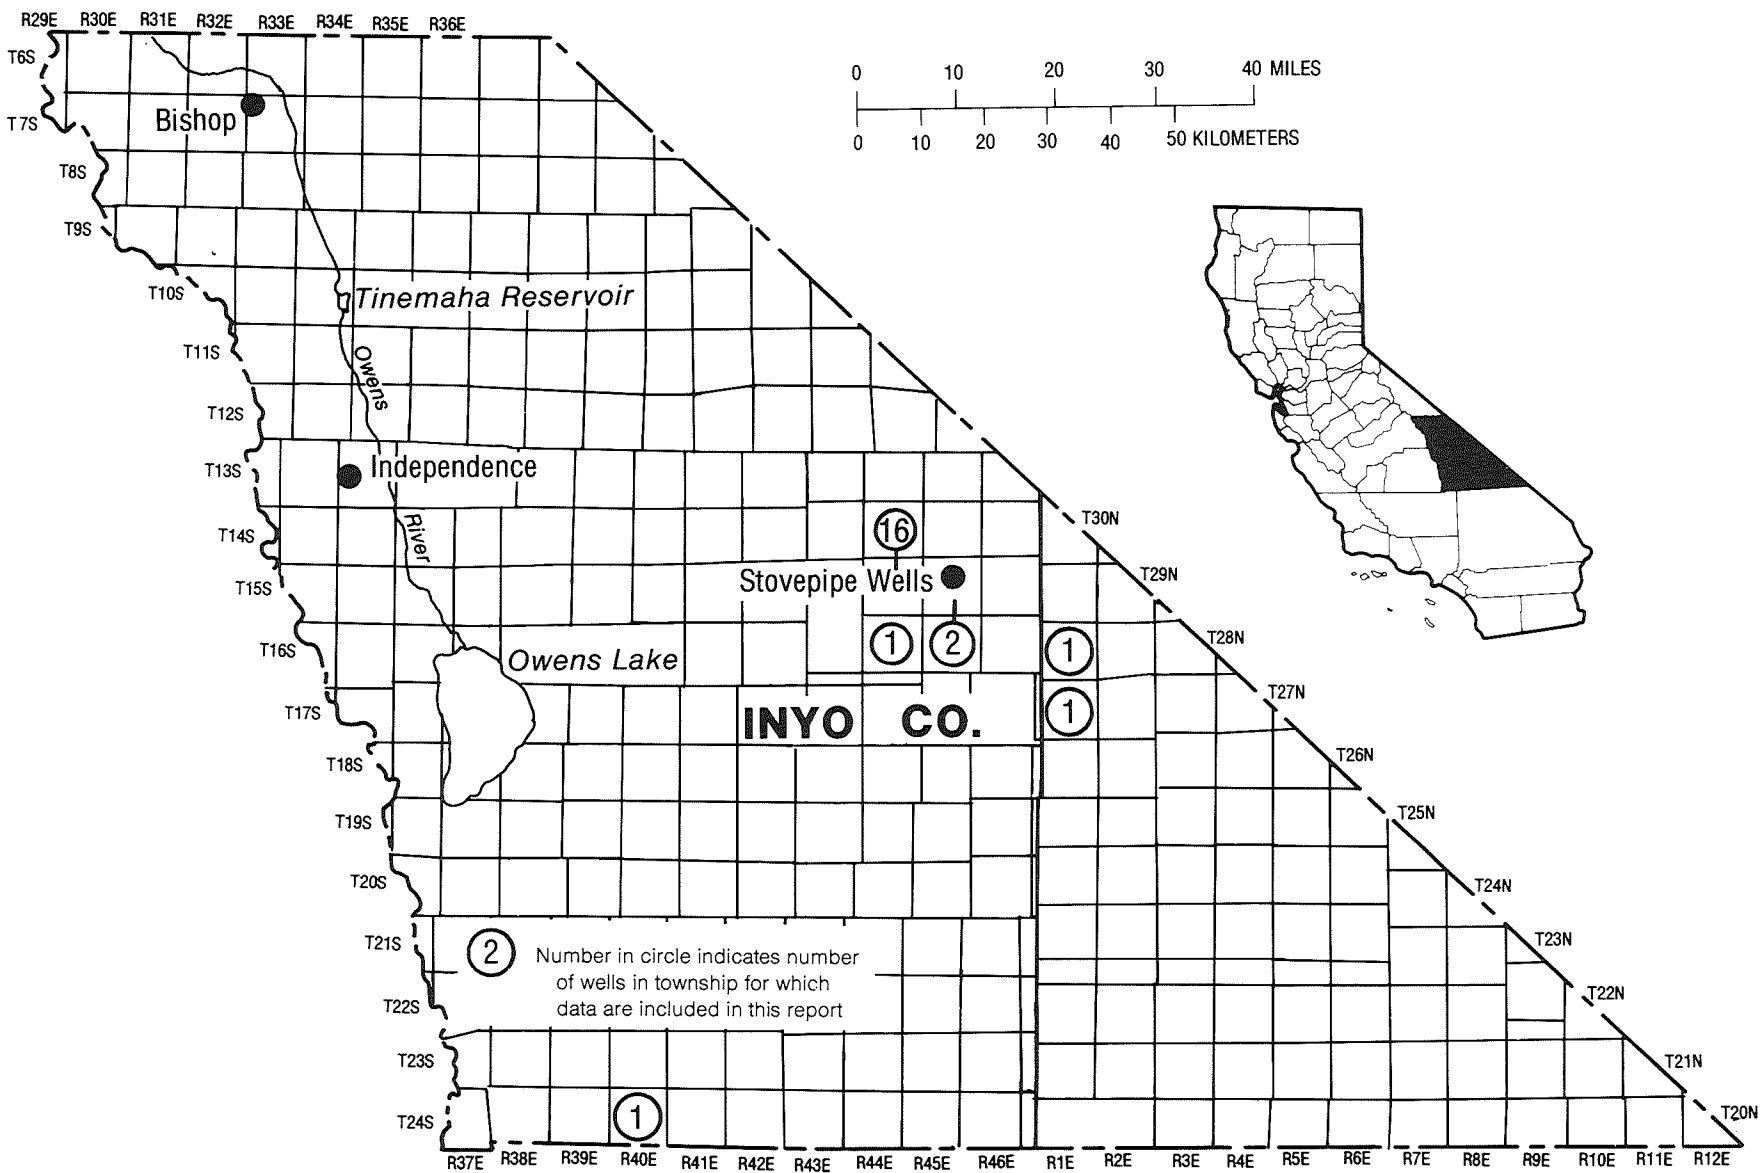 R29E R30E R31E R32E R33E R34E R35E R36E
T6S
T7S
T8S
T9S
T10S
T11S
T12S
T13S
T14S
T15S
T16S
T17S
T18S
T19S
T20S
T21S
T22S
T23S
T24S
0 10 20 30 40 MILES
0 10 20 30 40 50 KILOMETERS
Bishop
Tinemaha Reservoir
Owens
River
Independence
16
Stovepipe Wells
1 2 1
Owens Lake
INYO CO.
1
T30N
T29N
T28N
T27N
T26N
T25N
T24N
T23N
T22N
T21N
T20N
2
Number in circle indicates number
of wells in township for which
data are included in this report
1
R37E R38E R39E R40E R41E R42E R43E R44E R45E R46E R1E R2E R3E R4E R5E R6E R7E R8E R9E R10E R11E R12E